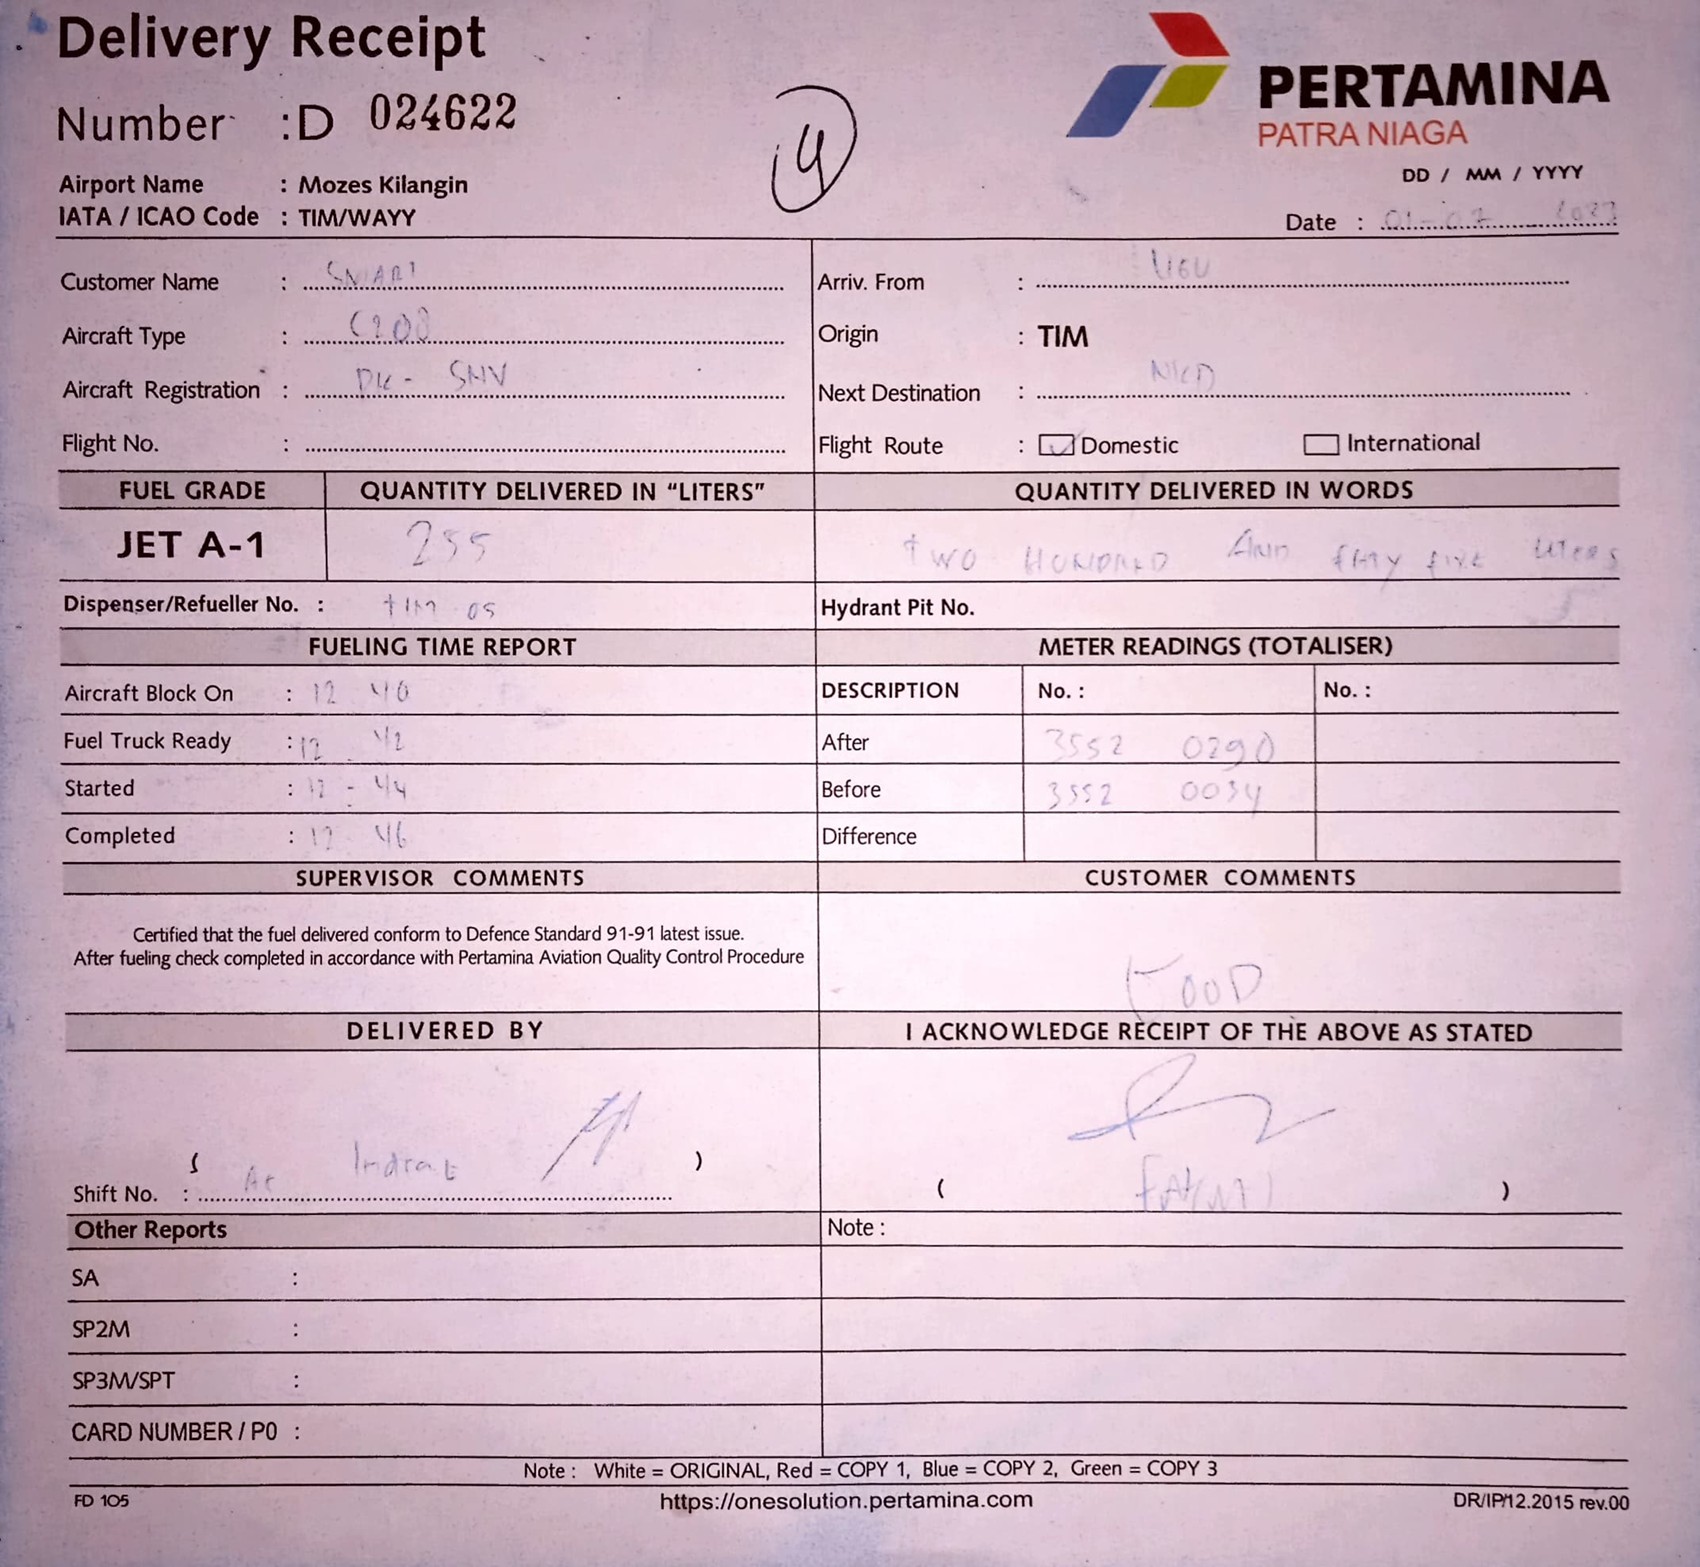 Delivery Receipt
Number :D 024622
4
PERTAMINA
PATRA NIAGA
Airport Name : Mozes Kilangin
IATA / ICAO Code : TIM/WAYY
DD / MM / YYYY
Date : 01-07 2023
Customer Name : SMART
Arriv. From :
Aircraft Type : C208
Origin : TIM
Aircraft Registration : PK - SNV
Next Destination :
Flight No. :
Flight Route : Domestic International
FUEL GRADE QUANTITY DELIVERED IN "LITERS" QUANTITY DELIVERED IN WORDS
JET A-1 255 two HUNDRED AND fifty five liters
Dispenser/Refueller No. : TIM 05
Hydrant Pit No.
FUELING TIME REPORT METER READINGS (TOTALISER)
Aircraft Block On : 12 40
DESCRIPTION No. : No. :
Fuel Truck Ready : 12 42
After 3552 0290
Started : 12 - 44
Before 3552 0034
Completed : 12 46
Difference
SUPERVISOR COMMENTS CUSTOMER COMMENTS
Certified that the fuel delivered conform to Defence Standard 91-91 latest issue.
After fueling check completed in accordance with Pertamina Aviation Quality Control Procedure
GOOD
DELIVERED BY I ACKNOWLEDGE RECEIPT OF THE ABOVE AS STATED
( )
Shift No. :
( )
Other Reports Note :
SA :
SP2M :
SP3M/SPT :
CARD NUMBER / PO :
Note : White = ORIGINAL, Red = COPY 1, Blue = COPY 2, Green = COPY 3
FD 105 https://onesolution.pertamina.com DR/IP/12.2015 rev.00